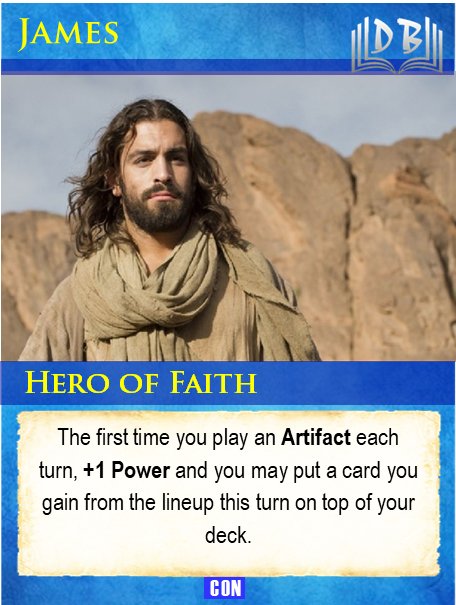 JAMES
DB
HERO OF FAITH
The first time you play an Artifact each
turn, +1 Power and you may put a card you
gain from the lineup this turn on top of your
deck.
CON